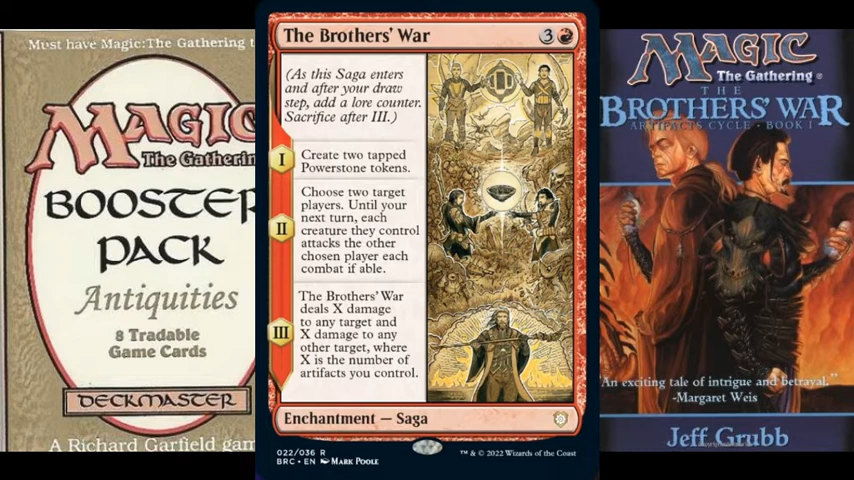 Must have Magic:The Gathering t
MAGIC
The Gathering
BOOSTER
PACK
Antiquities
8 Tradable
Game Cards
DECKMASTER
A Richard Garfield gam
The Brothers' War 3
(As this Saga enters
and after your draw
step, add a lore counter.
Sacrifice after III.)
I Create two tapped
Powerstone tokens.
Choose two target
players. Until your
next turn, each
II creature they control
attacks the other
chosen player each
combat if able.
The Brothers' War
deals X damage
to any target and
III X damage to any
other target, where
X is the number of
artifacts you control.
Enchantment — Saga
022/036 R
BRC • EN Mark Poole
™ & © 2022 Wizards of the Coast
MAGIC
The Gathering®
THE
BROTHERS' WAR
ARTIFACTS CYCLE • BOOK I
"An exciting tale of intrigue and betrayal."
-Margaret Weis
Jeff Grubb